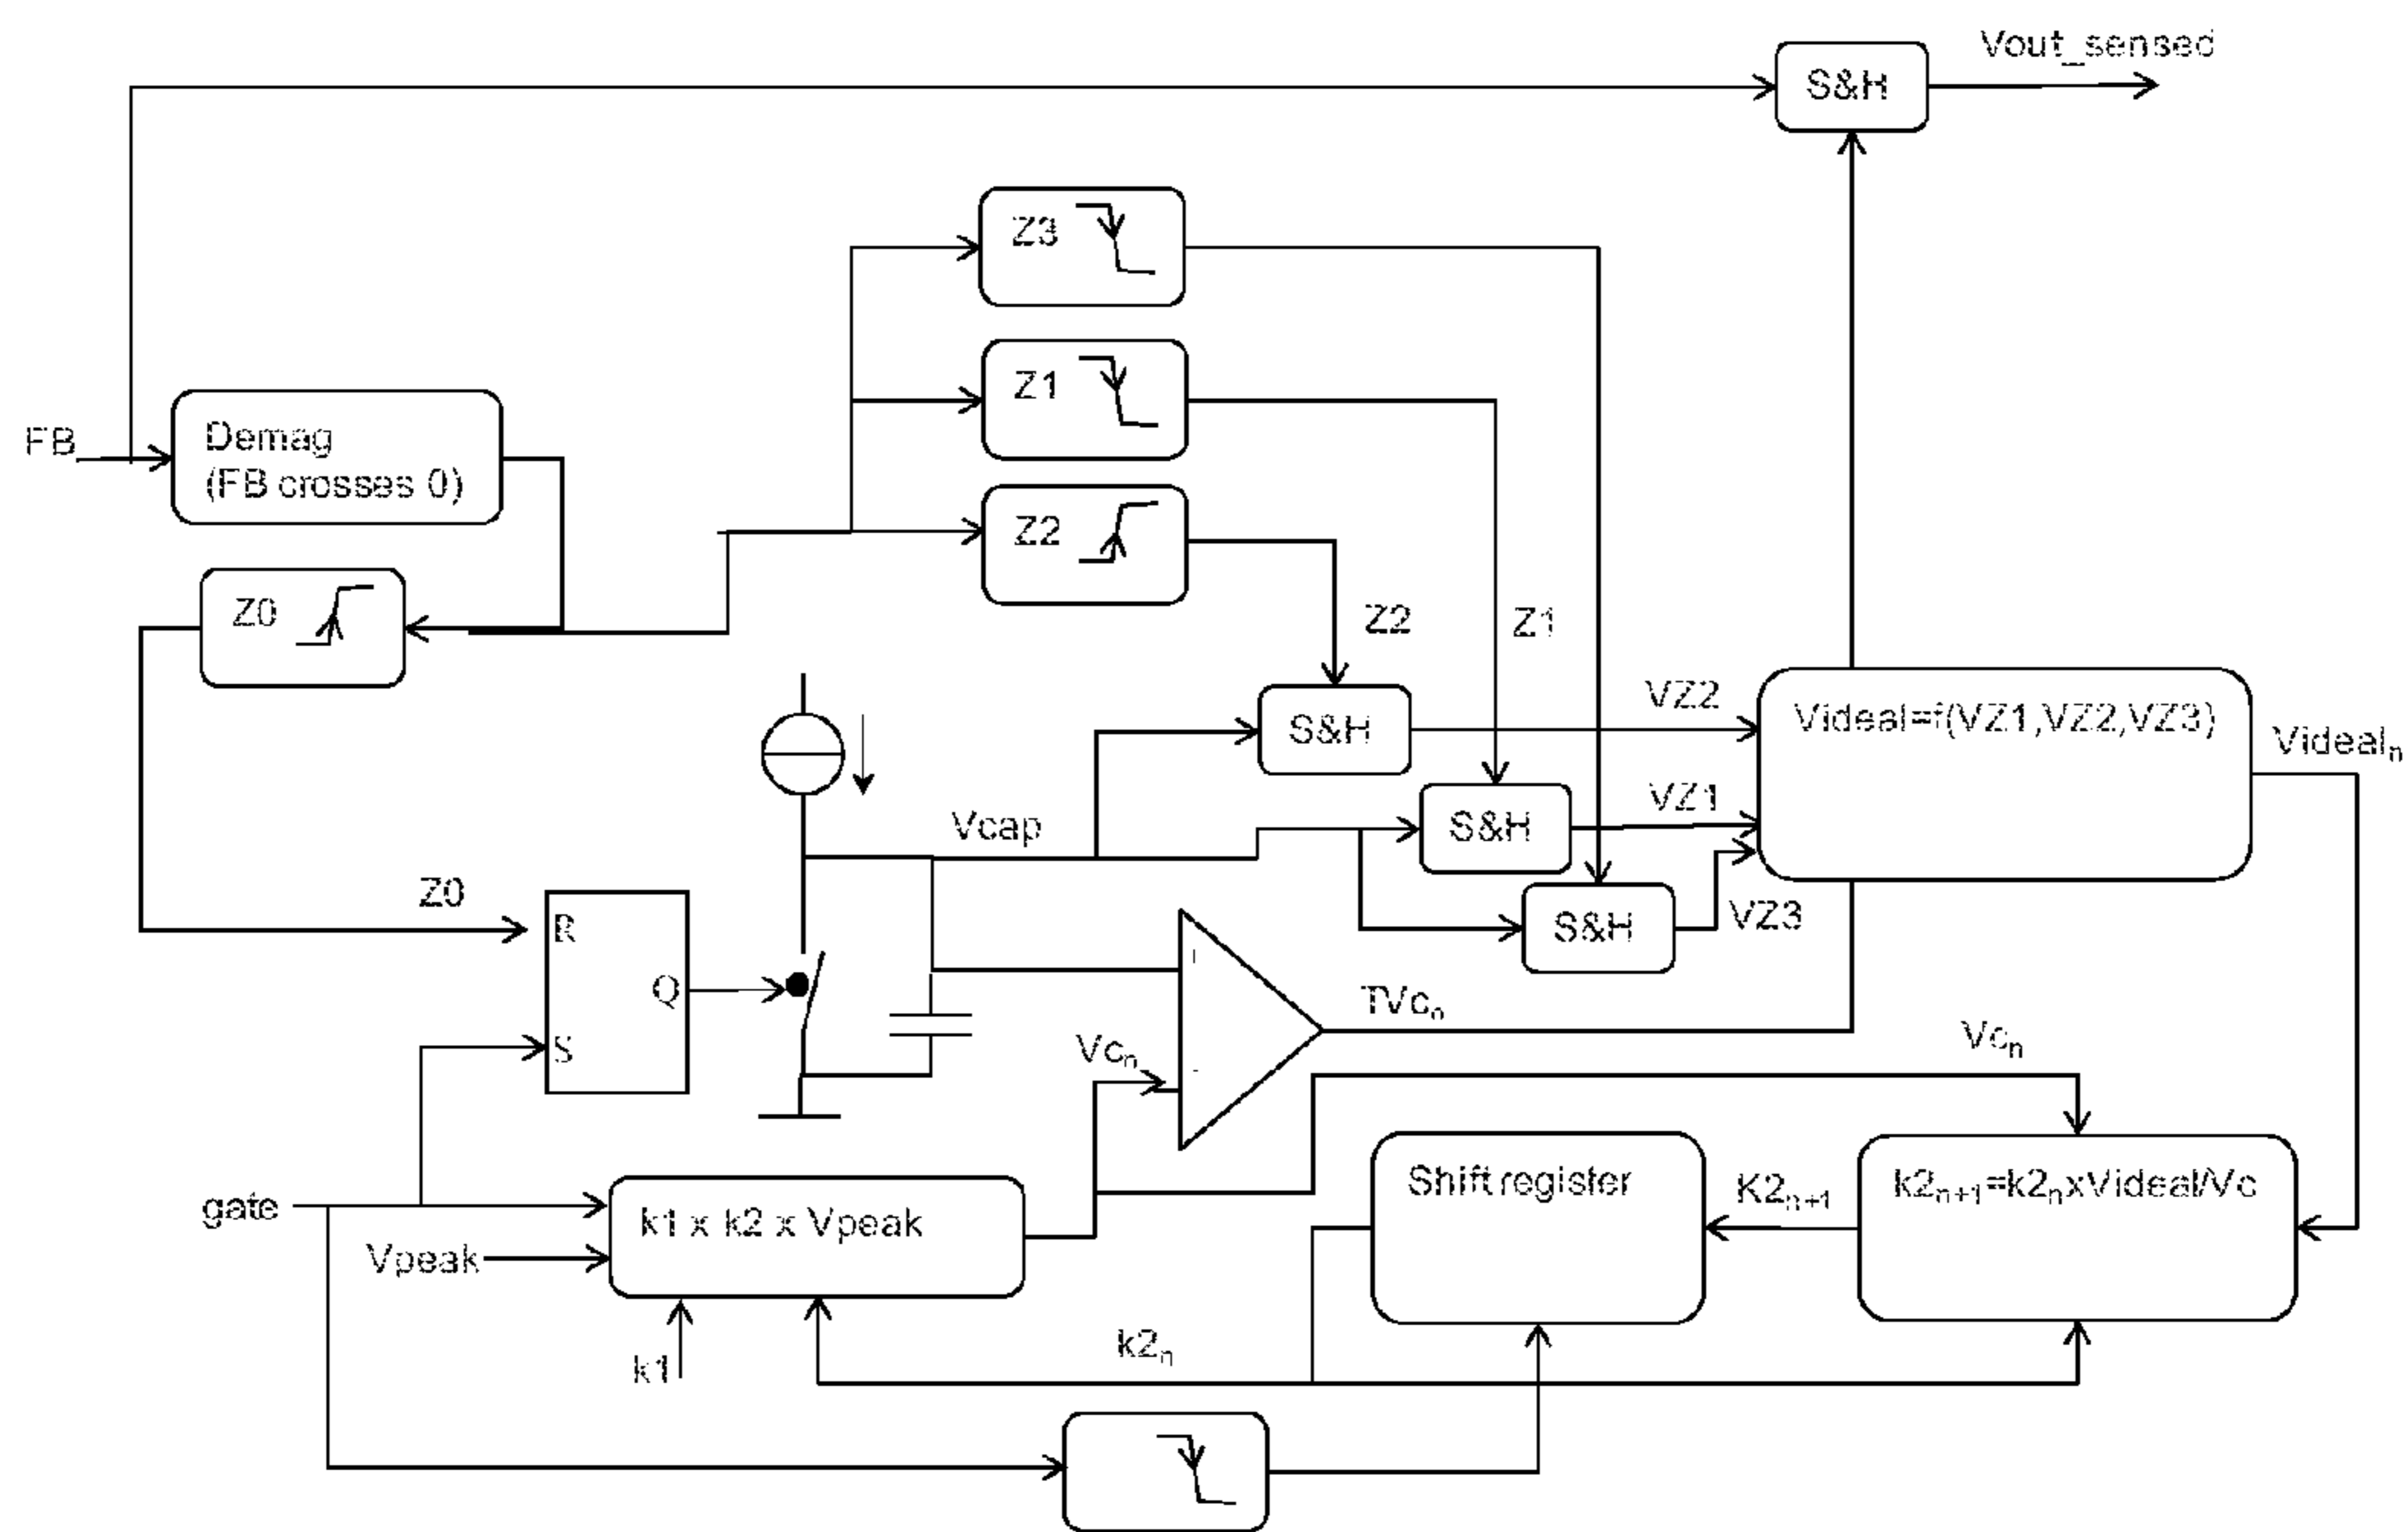 Vout_sensed
S&H
Z3
Z1
FB
Demag
(FB crosses 0)
Z2
Z0
Z2
Z1
S&H
VZ2
Videal=f(VZ1,VZ2,VZ3)
Videalₙ
Vcap
S&H
VZ1
Z0
R
S&H
VZ3
Q
TVcₙ
S
Vcₙ
Vcₙ
gate
k1 x k2 x Vpeak
Shift register
K2ₙ₊₁
k2ₙ₊₁=k2ₙxVideal/Vc
Vpeak
k1
k2ₙ